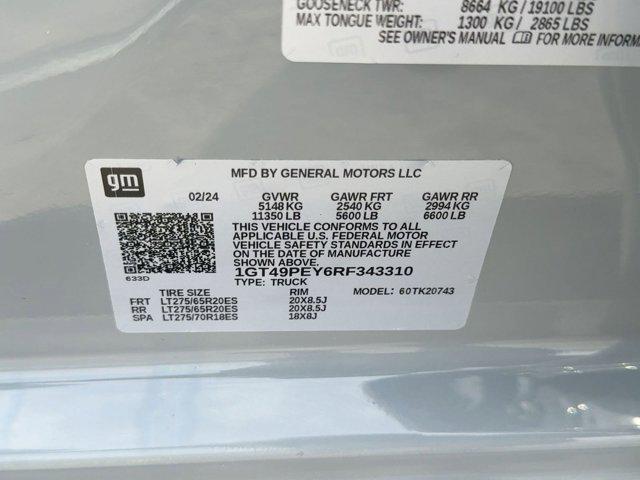 GOOSENECK TWR: 8664 KG / 19100 LBS
MAX TONGUE WEIGHT: 1300 KG / 2865 LBS
SEE OWNER'S MANUAL FOR MORE INFORMA
gm
MFD BY GENERAL MOTORS LLC
02/24 GVWR GAWR FRT GAWR RR
5148 KG 2540 KG 2994 KG
11350 LB 5600 LB 6600 LB
THIS VEHICLE CONFORMS TO ALL
APPLICABLE U.S. FEDERAL MOTOR
VEHICLE SAFETY STANDARDS IN EFFECT
ON THE DATE OF MANUFACTURE
SHOWN ABOVE.
633D
1GT49PEY6RF343310
TYPE: TRUCK
TIRE SIZE RIM MODEL: 60TK20743
FRT LT275/65R20ES 20X8.5J
RR LT275/65R20ES 20X8.5J
SPA LT275/70R18ES 18X8J